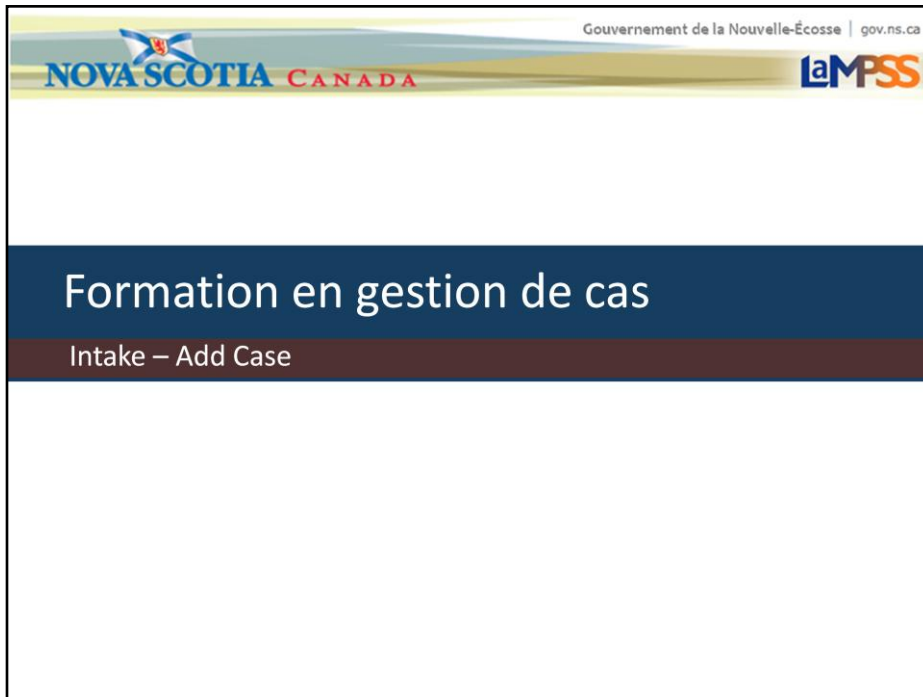 Gouvernement de la Nouvelle-Écosse | gov.ns.ca
NOVA SCOTIA CANADA
LaMPSS
Formation en gestion de cas
Intake – Add Case